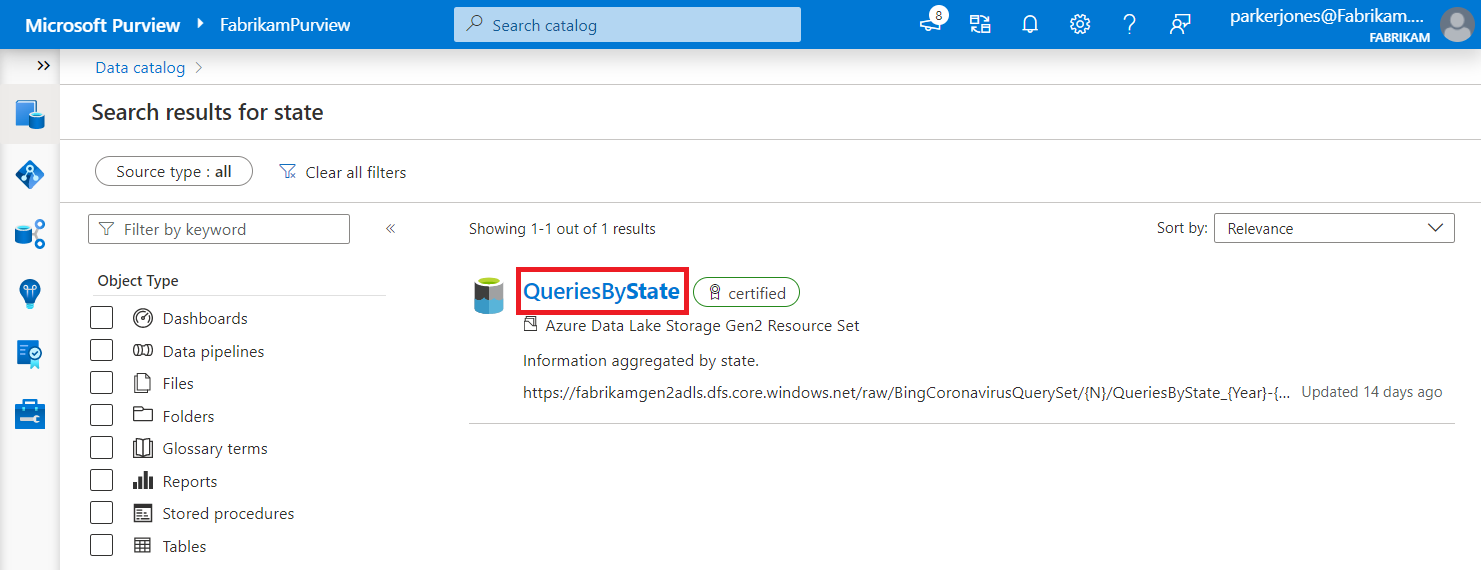 Microsoft Purview FabrikamPurview Search catalog 8 ? parkerjones@Fabrikam....
FABRIKAM
Data catalog
Search results for state
Source type : all Clear all filters
Filter by keyword Showing 1-1 out of 1 results Sort by: Relevance
Object Type
Dashboards
Data pipelines
Files
Folders
Glossary terms
Reports
Stored procedures
Tables
QueriesByState certified
Azure Data Lake Storage Gen2 Resource Set
Information aggregated by state.
https://fabrikamgen2adls.dfs.core.windows.net/raw/BingCoronavirusQuerySet/{N}/QueriesByState_{Year}-{... Updated 14 days ago